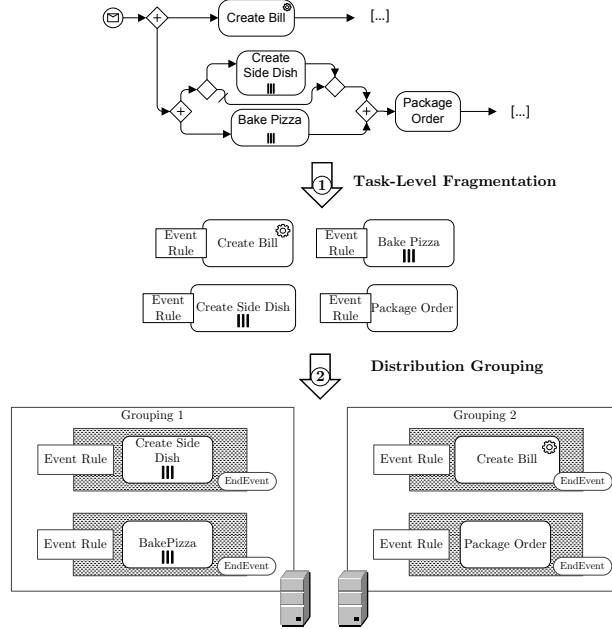 Create Bill
[...]
Create
Side Dish
Bake Pizza
Package
Order
[...]
1
Task-Level Fragmentation
Event
Rule
Create Bill
Event
Rule
Bake Pizza
Event
Rule
Create Side Dish
Event
Rule
Package Order
2
Distribution Grouping
Grouping 1
Event Rule
Create Side
Dish
EndEvent
Event Rule
BakePizza
EndEvent
Grouping 2
Event Rule
Create Bill
EndEvent
Event Rule
Package Order
EndEvent